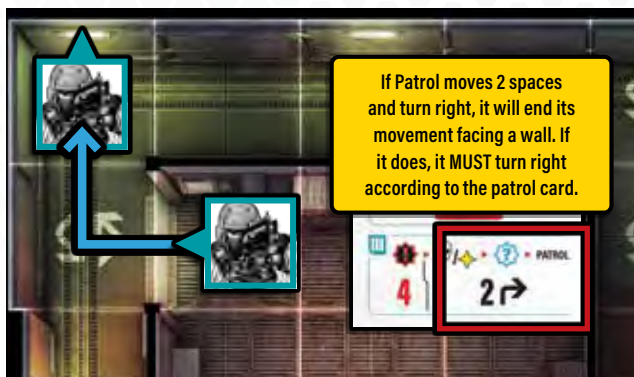 If Patrol moves 2 spaces
and turn right, it will end its
movement facing a wall. If
it does, it MUST turn right
according to the patrol card.
? PATROL
4 2